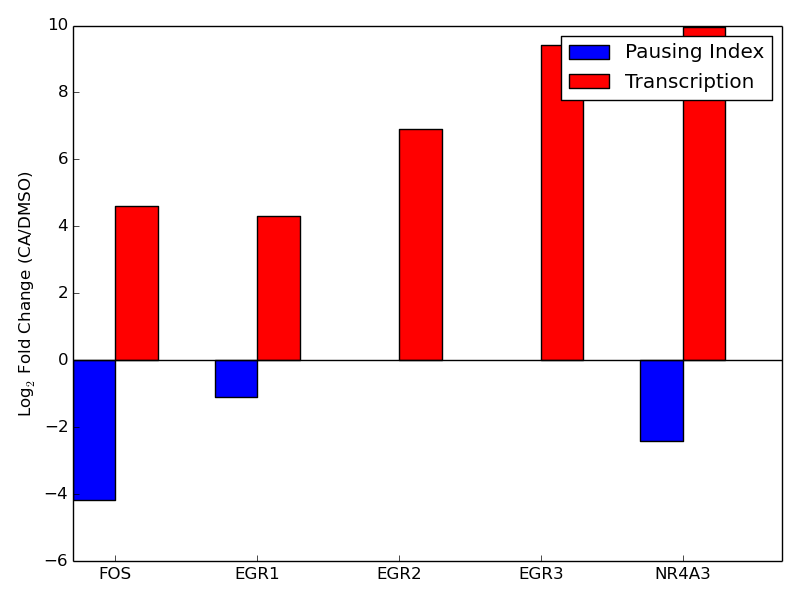 Pausing Index
Transcription
Log₂ Fold Change (CA/DMSO)
10
8
6
4
2
0
−2
−4
−6
FOS EGR1 EGR2 EGR3 NR4A3